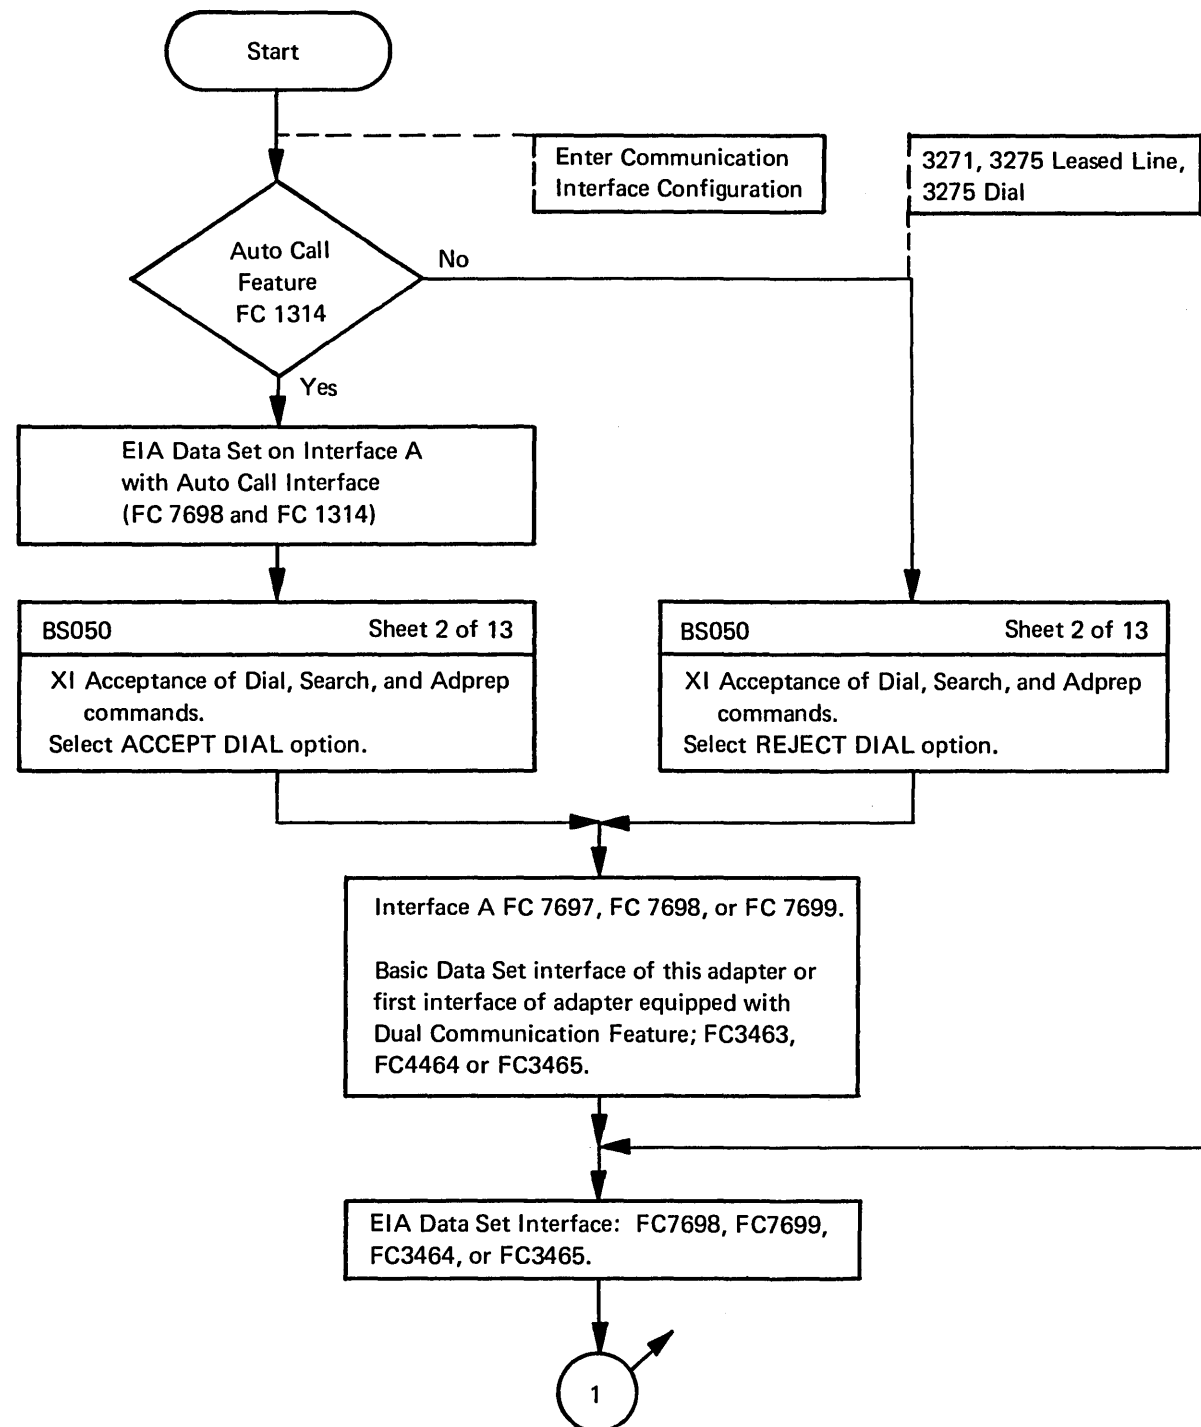 Start
Enter Communication
Interface Configuration
3271, 3275 Leased Line,
3275 Dial
Auto Call
Feature
FC 1314
No
Yes
EIA Data Set on Interface A
with Auto Call Interface
(FC 7698 and FC 1314)
BS050 Sheet 2 of 13
XI Acceptance of Dial, Search, and Adprep
commands.
Select ACCEPT DIAL option.
BS050 Sheet 2 of 13
XI Acceptance of Dial, Search, and Adprep
commands.
Select REJECT DIAL option.
Interface A FC 7697, FC 7698, or FC 7699.
Basic Data Set interface of this adapter or
first interface of adapter equipped with
Dual Communication Feature; FC3463,
FC4464 or FC3465.
EIA Data Set Interface: FC7698, FC7699,
FC3464, or FC3465.
1